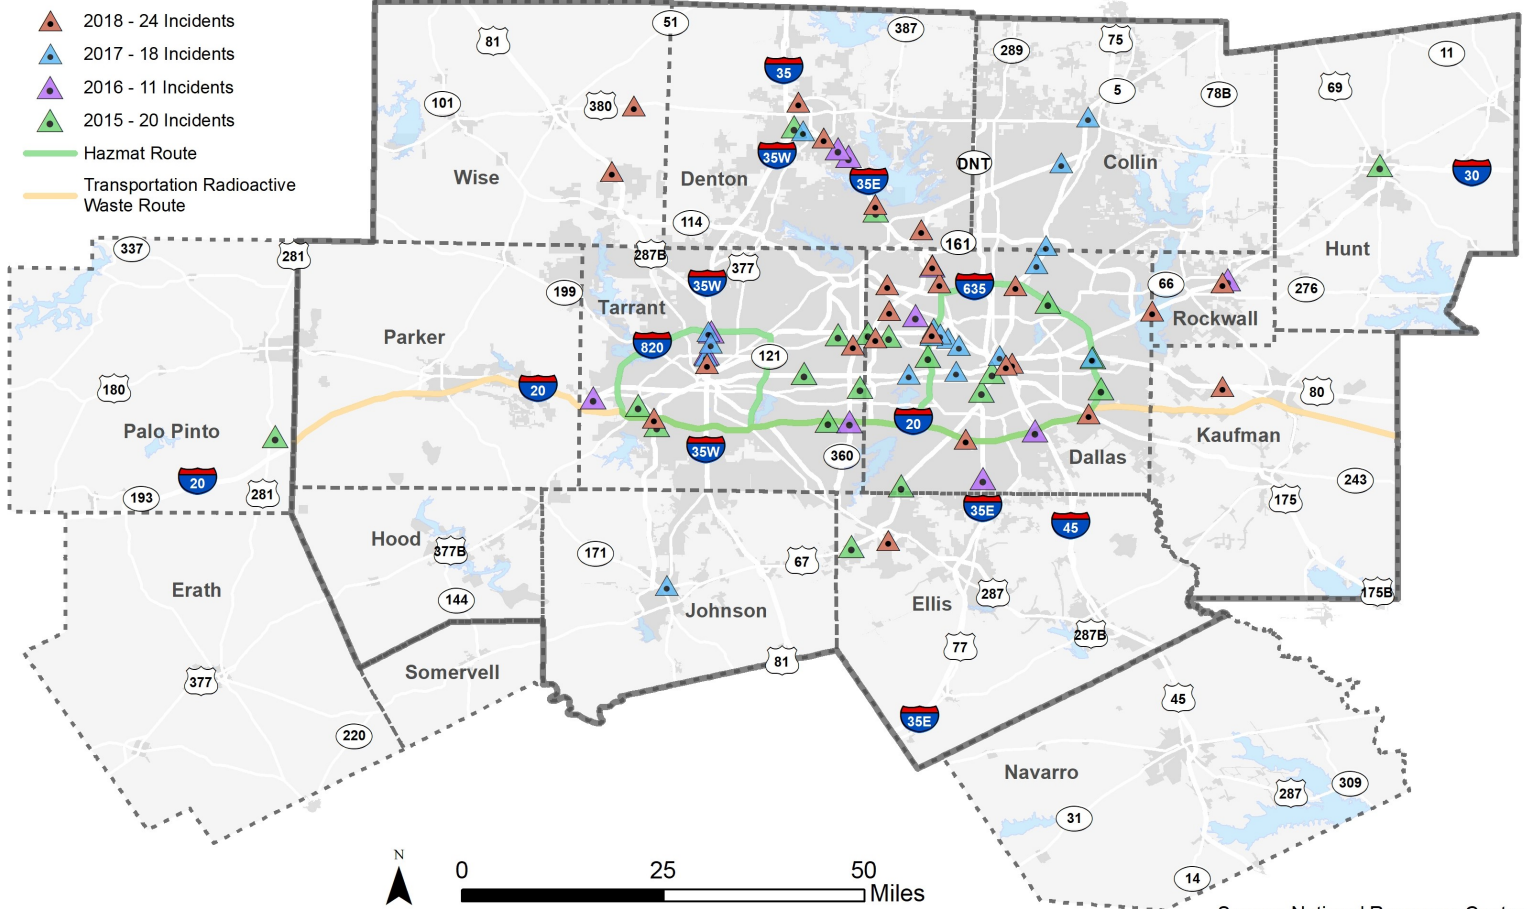 2018 - 24 Incidents
2017 - 18 Incidents
2016 - 11 Incidents
2015 - 20 Incidents
Hazmat Route
Transportation Radioactive
Waste Route
51
387
81
35
289
75
11
101
380
5
78B
69
35W
DNT
Collin
30
Wise
Denton
35E
114
161
337
281
287B
377
Hunt
199
35W
635
66
276
Tarrant
Rockwall
Parker
820
121
180
20
80
Palo Pinto
20
Kaufman
35W
360
Dallas
20
243
193
281
175
35E
45
Hood
377B
171
67
Erath
144
287
175B
Ellis
Johnson
287B
77
81
Somervell
377
45
35E
220
Navarro
287
309
31
14
N
0
25
50
Miles